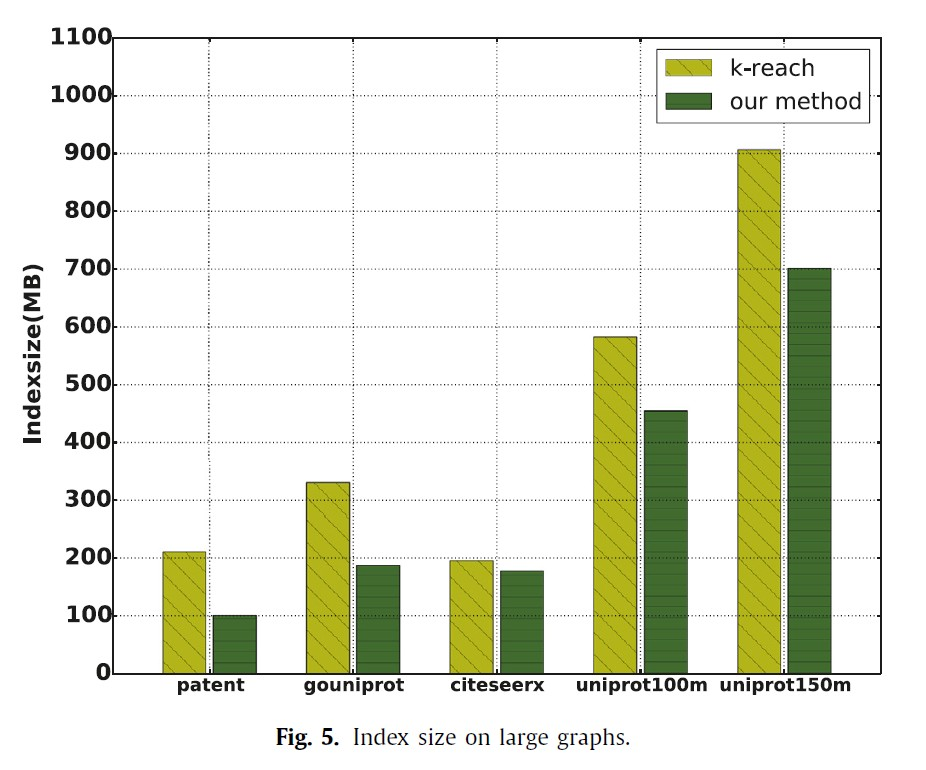 1100
1000
900
800
700
600
500
400
300
200
100
0
Indexsize(MB)
k-reach
our method
patent gouniprot citeseerx uniprot100m uniprot150m
Fig. 5. Index size on large graphs.